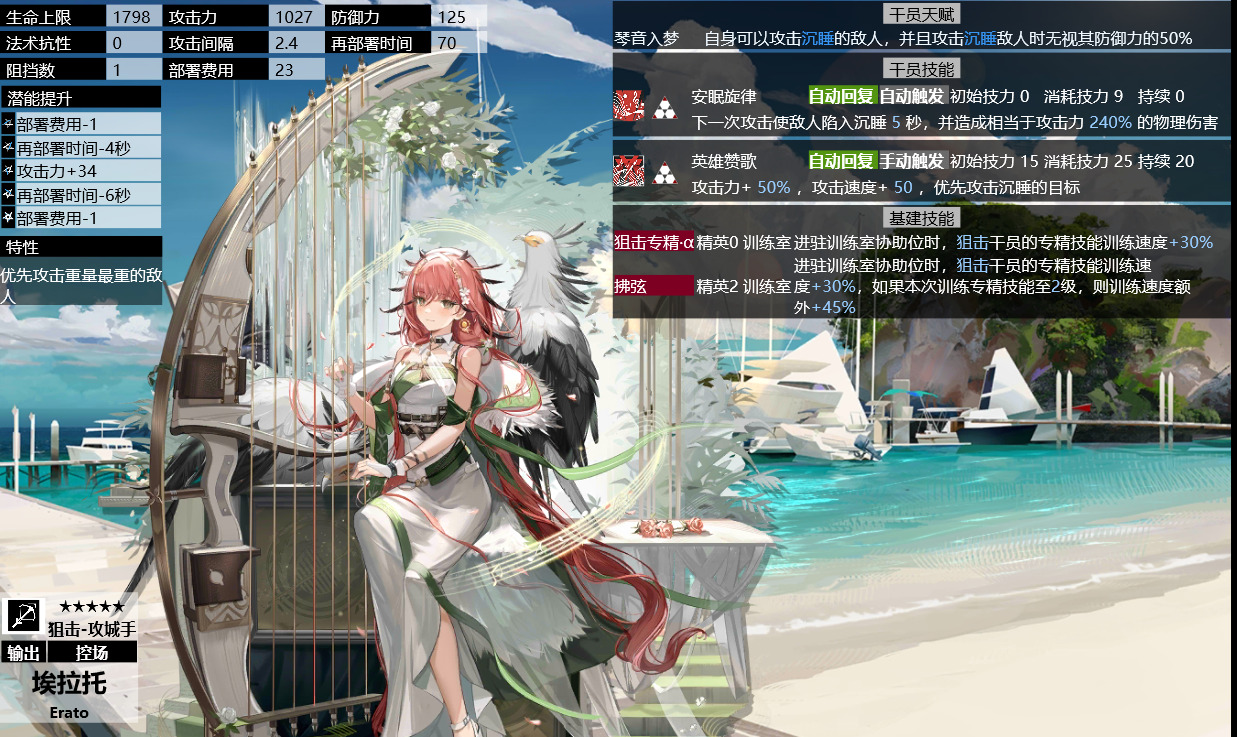 生命上限 1798 攻击力 1027 防御力 125
法术抗性 0 攻击间隔 2.4 再部署时间 70
阻挡数 1 部署费用 23
潜能提升
部署费用-1
再部署时间-4秒
攻击力+34
再部署时间-6秒
部署费用-1
特性
优先攻击重量最重的敌
人
★★★★★
狙击-攻城手
输出 控场
埃拉托
Erato
干员天赋
琴音入梦 自身可以攻击沉睡的敌人，并且攻击沉睡敌人时无视其防御力的50%
干员技能
安眠旋律 自动回复 自动触发 初始技力 0 消耗技力 9 持续 0
下一次攻击使敌人陷入沉睡 5 秒，并造成相当于攻击力 240% 的物理伤害
英雄赞歌 自动回复 手动触发 初始技力 15 消耗技力 25 持续 20
攻击力+ 50% ，攻击速度+ 50 ，优先攻击沉睡的目标
基建技能
狙击专精·α 精英0 训练室 进驻训练室协助位时，狙击干员的专精技能训练速度+30%
进驻训练室协助位时，狙击干员的专精技能训练速
拂弦 精英2 训练室 度+30%，如果本次训练专精技能至2级，则训练速度额
外+45%